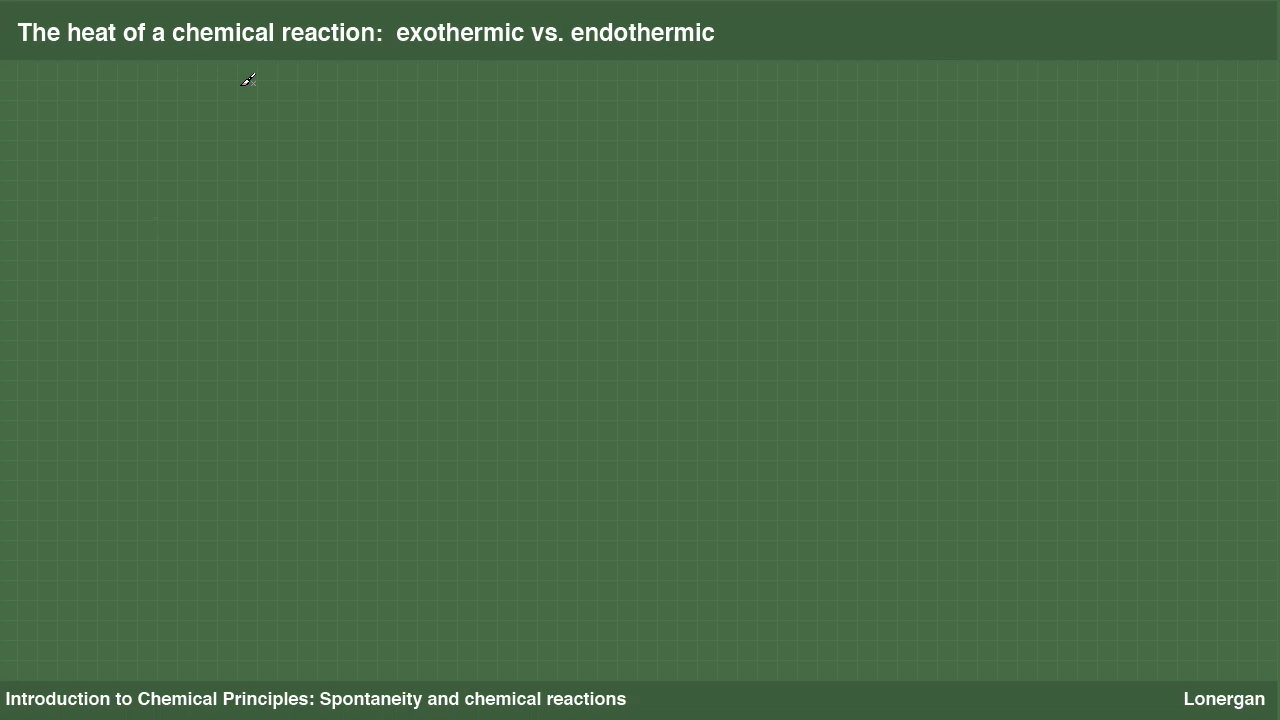 The heat of a chemical reaction:  exothermic vs. endothermic
Introduction to Chemical Principles: Spontaneity and chemical reactions
Lonergan